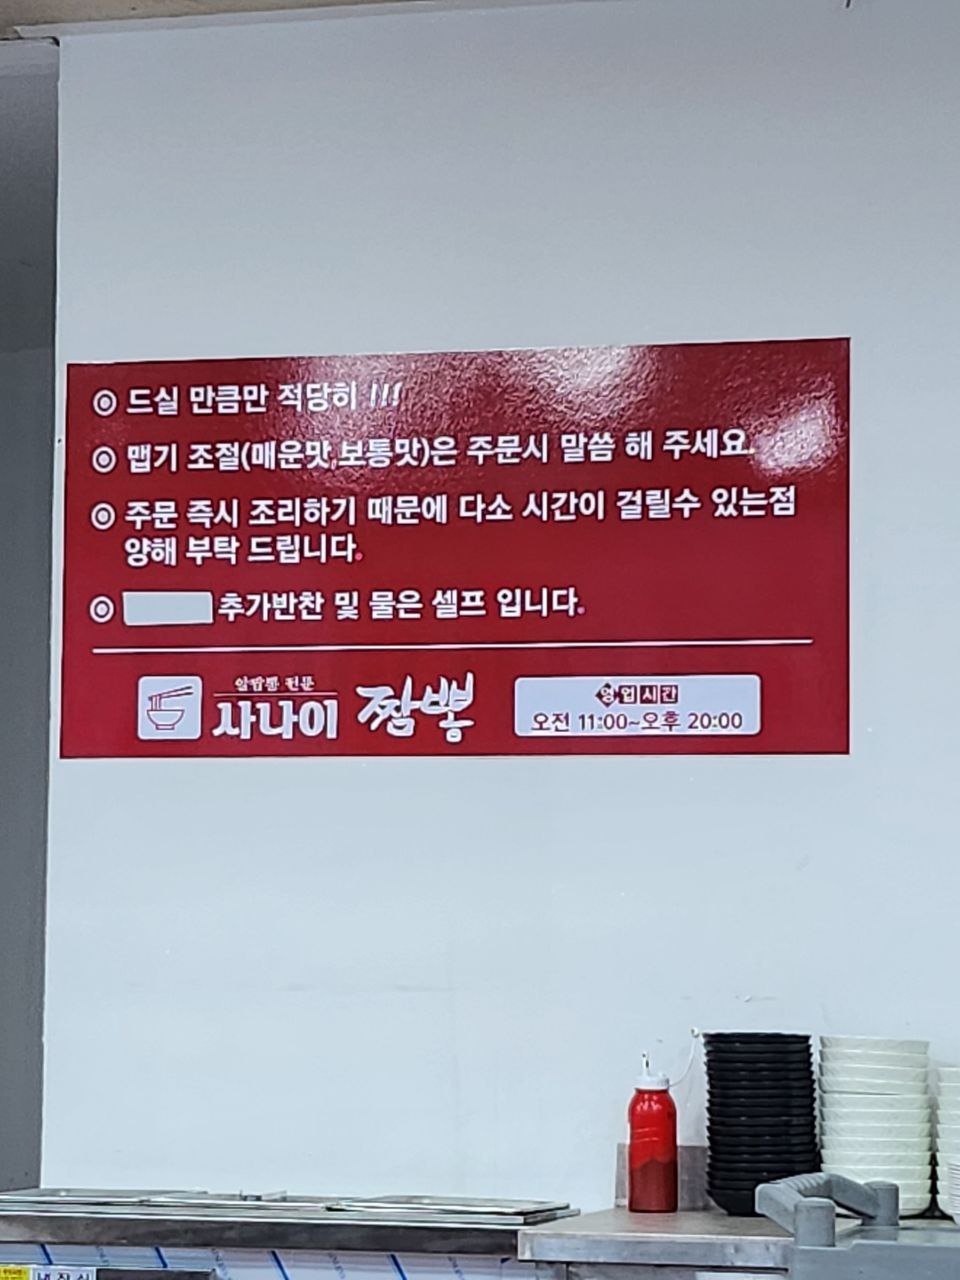 ◎ 드실 만큼만 적당히 !!!
◎ 맵기 조절(매운맛,보통맛)은 주문시 말씀 해 주세요.
◎ 주문 즉시 조리하기 때문에 다소 시간이 걸릴수 있는점
양해 부탁 드립니다.
◎ 추가반찬 및 물은 셀프 입니다.
전문
사나이 짬뽕
영업시간
오전 11:00~오후 20:00